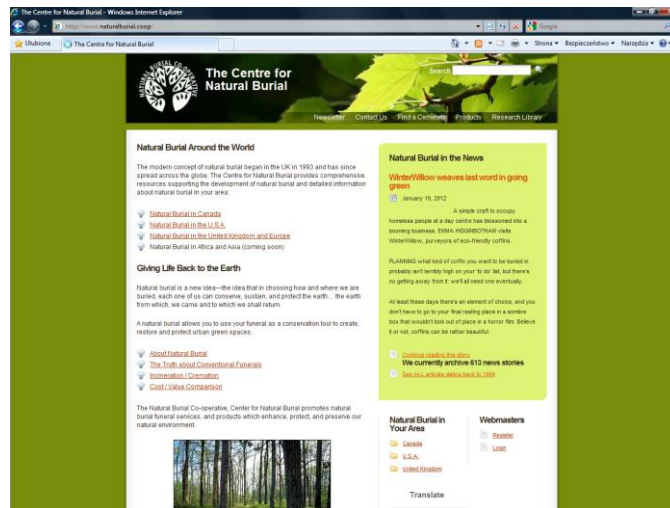 The Centre for Natural Burial - Windows Internet Explorer
http://www.naturalburial.coop/
Google
Ulubione
The Centre for Natural Burial
Strona
Bezpieczeństwo
Narzędzia
NATURAL BURIAL CO-OPERATIVE
The Centre for
Natural Burial
Search
Newsletter Contact Us Find a Cemetery Products Research Library
Natural Burial Around the World
The modern concept of natural burial began in the UK in 1993 and has since
spread across the globe. The Centre for Natural Burial provides comprehensive
resources supporting the development of natural burial and detailed information
about natural burial in your area.
Natural Burial in Canada
Natural Burial in the U.S.A.
Natural Burial in the United Kingdom and Europe
Natural Burial in Africa and Asia (coming soon)
Giving Life Back to the Earth
Natural burial is a new idea—the idea that in choosing how and where we are
buried, each one of us can conserve, sustain, and protect the earth... the earth
from which, we came and to which we shall return.
A natural burial allows you to use your funeral as a conservation tool to create,
restore and protect urban green spaces.
About Natural Burial
The Truth about Conventional Funerals
Incineration / Cremation
Cost / Value Comparison
The Natural Burial Co-operative, Center for Natural Burial promotes natural
burial funeral services, and products which enhance, protect, and preserve our
natural environment.
Natural Burial in the News
WinterWillow weaves last word in going
green
January 19, 2012
A simple craft to occupy
homeless people at a day centre has blossomed into a
booming business. EMMA HIGGINBOTHAM visits
WinterWillow, purveyors of eco-friendly coffins.
PLANNING what kind of coffin you want to be buried in
probably isn't terribly high on your 'to do' list, but there's
no getting away from it: we'll all need one eventually.
At least these days there's an element of choice, and you
don't have to go to your final resting place in a sombre
box that wouldn't look out of place in a horror film. Believe
it or not, coffins can be rather beautiful.
Continue reading this story
We currently archive 613 news stories
See ALL articles dating back to 1994
Natural Burial in
Your Area
Canada
U.S.A.
United Kingdom
Webmasters
Register
Login
Translate